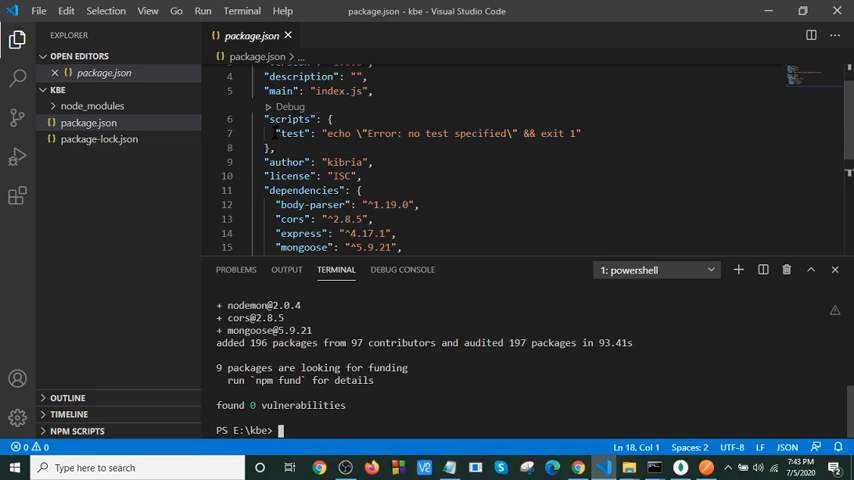 File Edit Selection View Go Run Terminal Help
package.json - kbe - Visual Studio Code
EXPLORER
OPEN EDITORS
package.json
KBE
node_modules
package.json
package-lock.json
OUTLINE
TIMELINE
NPM SCRIPTS
package.json
package.json > ...
4 "description": "",
5 "main": "index.js",
Debug
6 "scripts": {
7 "test": "echo \"Error: no test specified\" && exit 1"
8 },
9 "author": "kibria",
10 "license": "ISC",
11 "dependencies": {
12 "body-parser": "^1.19.0",
13 "cors": "^2.8.5",
14 "express": "^4.17.1",
15 "mongoose": "^5.9.21",
PROBLEMS OUTPUT TERMINAL DEBUG CONSOLE 1: powershell
+ nodemon@2.0.4
+ cors@2.8.5
+ mongoose@5.9.21
added 196 packages from 97 contributors and audited 197 packages in 93.41s
9 packages are looking for funding
run `npm fund` for details
found 0 vulnerabilities
PS E:\kbe>
0 0 Ln 18, Col 1 Spaces: 2 UTF-8 LF JSON
Type here to search
7:43 PM
7/5/2020
2